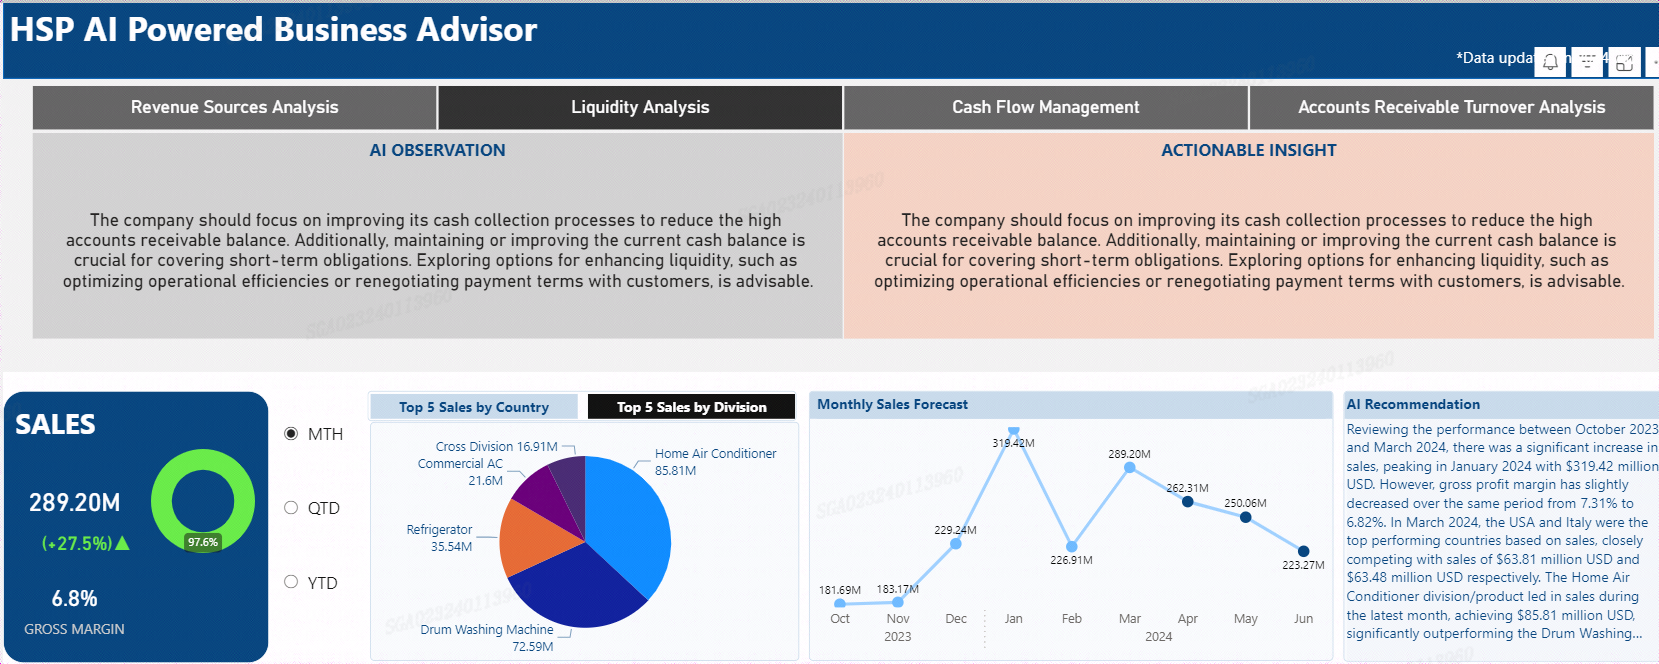 HSP AI Powered Business Advisor
*Data
Revenue Sources Analysis
Liquidity Analysis
Cash Flow Management
Accounts Receivable Turnover Analysis
AI OBSERVATION
The company should focus on improving its cash collection processes to reduce the high
accounts receivable balance. Additionally, maintaining or improving the current cash balance is
crucial for covering short-term obligations. Exploring options for enhancing liquidity, such as
optimizing operational efficiencies or renegotiating payment terms with customers, is advisable.
ACTIONABLE INSIGHT
The company should focus on improving its cash collection processes to reduce the high
accounts receivable balance. Additionally, maintaining or improving the current cash balance is
crucial for covering short-term obligations. Exploring options for enhancing liquidity, such as
optimizing operational efficiencies or renegotiating payment terms with customers, is advisable.
SALES
289.20M
(+27.5%)▲
97.6%
6.8%
GROSS MARGIN
MTH
QTD
YTD
Top 5 Sales by Country
Top 5 Sales by Division
Cross Division 16.91M
Commercial AC
21.6M
Refrigerator
35.54M
Drum Washing Machine
72.59M
Home Air Conditioner
85.81M
Monthly Sales Forecast
181.69M
183.17M
229.24M
319.42M
226.91M
289.20M
262.31M
250.06M
223.27M
Oct
Nov
Dec
Jan
Feb
Mar
Apr
May
Jun
2023
2024
AI Recommendation
Reviewing the performance between October 2023
and March 2024, there was a significant increase in
sales, peaking in January 2024 with $319.42 million
USD. However, gross profit margin has slightly
decreased over the same period from 7.31% to
6.82%. In March 2024, the USA and Italy were the
top performing countries based on sales, closely
competing with sales of $63.81 million USD and
$63.48 million USD respectively. The Home Air
Conditioner division/product led in sales during
the latest month, achieving $85.81 million USD,
significantly outperforming the Drum Washing...
SGA023240113960
SGA023240113960
SGA023240113960
SGA023240113960